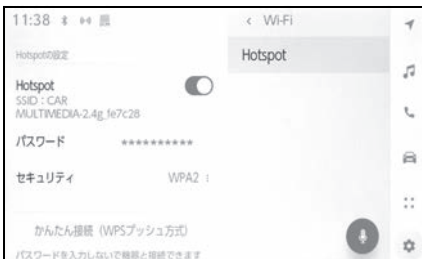 11:38
Wi-Fi
Hotspotの設定
Hotspot
Hotspot
SSID : CAR
MULTIMEDIA-2.4g_fe7c28
パスワード **********
セキュリティ WPA2
かんたん接続（WPSプッシュ方式）
パスワードを入力しないで機器と接続できます